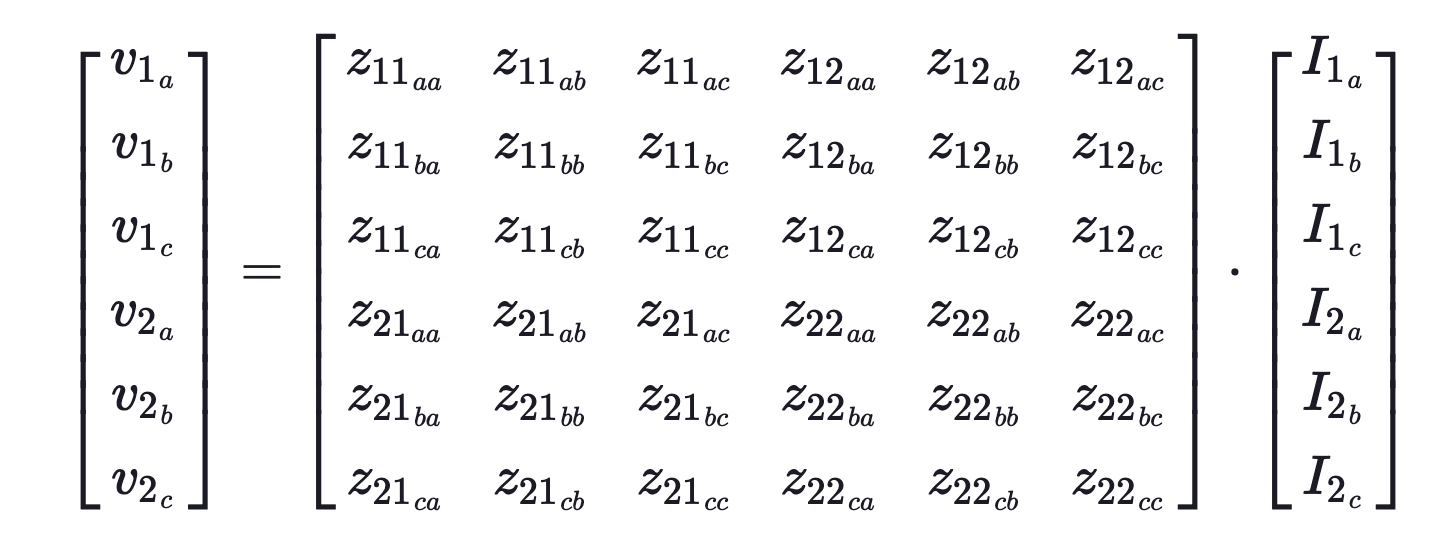 v1a z11aa z11ab z11ac z12aa z12ab z12ac I1a
v1b z11ba z11bb z11bc z12ba z12bb z12bc I1b
v1c z11ca z11cb z11cc z12ca z12cb z12cc I1c
= ·
v2a z21aa z21ab z21ac z22aa z22ab z22ac I2a
v2b z21ba z21bb z21bc z22ba z22bb z22bc I2b
v2c z21ca z21cb z21cc z22ca z22cb z22cc I2c